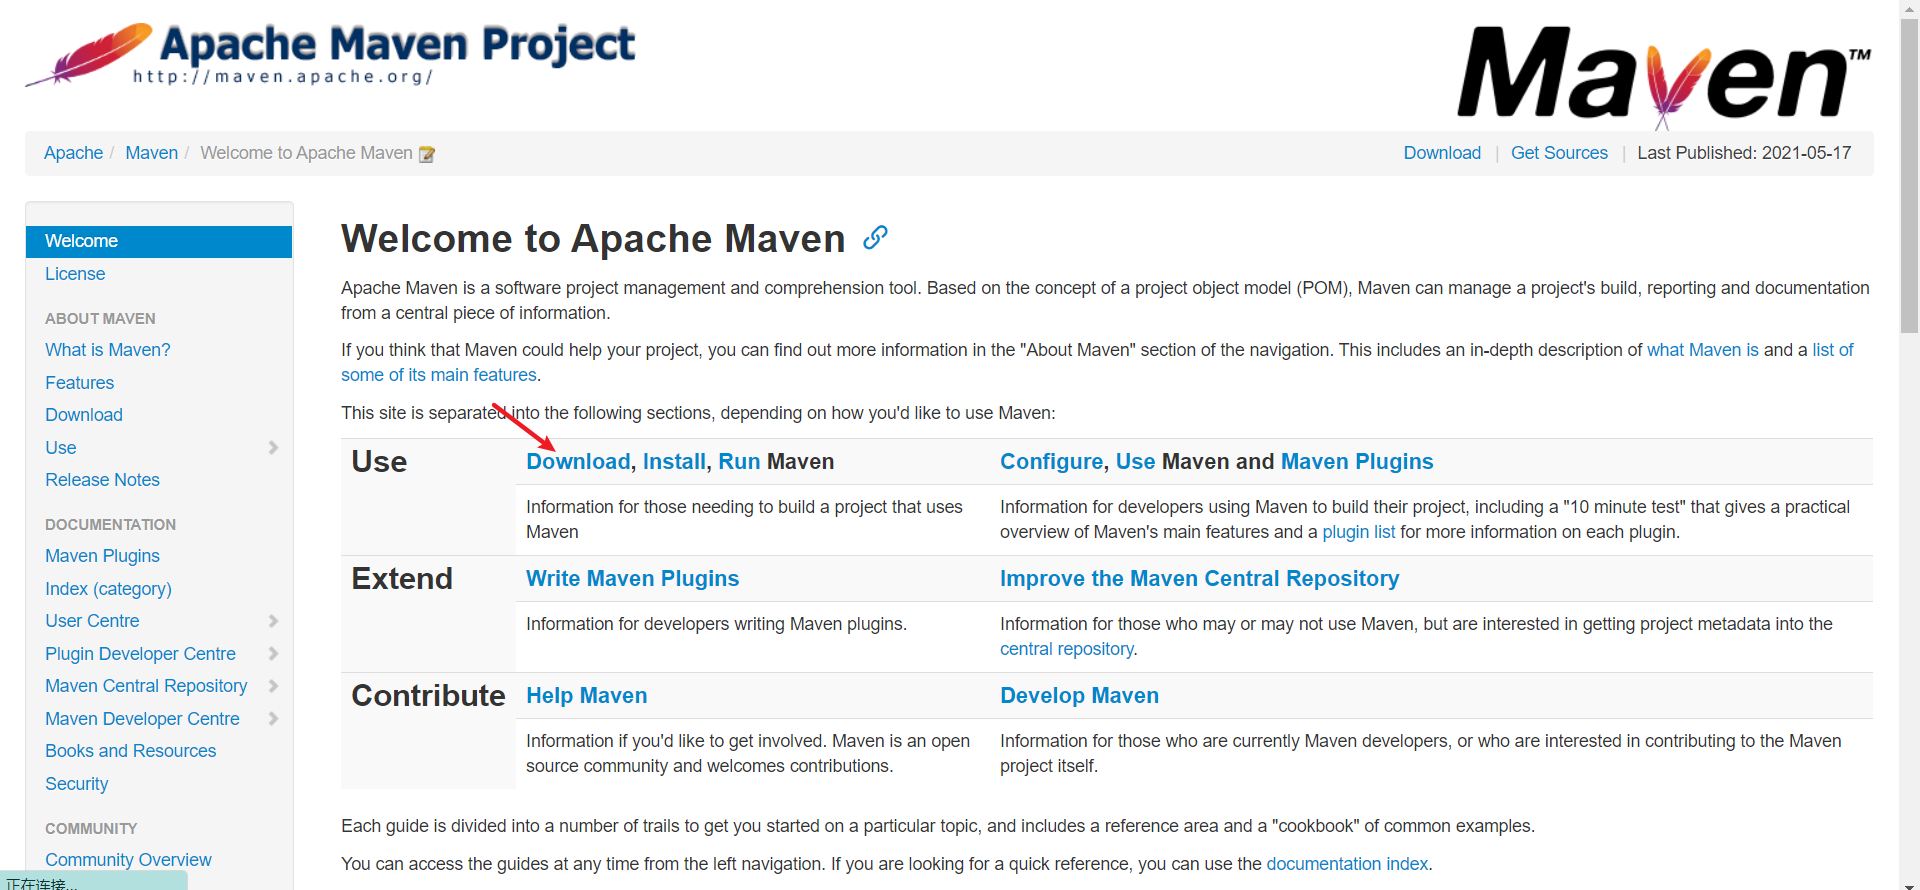 Apache Maven Project
http://maven.apache.org/
Maven™
Apache / Maven / Welcome to Apache Maven
Download | Get Sources | Last Published: 2021-05-17
Welcome
License
ABOUT MAVEN
What is Maven?
Features
Download
Use
Release Notes
DOCUMENTATION
Maven Plugins
Index (category)
User Centre
Plugin Developer Centre
Maven Central Repository
Maven Developer Centre
Books and Resources
Security
COMMUNITY
Community Overview
正在连接...
Welcome to Apache Maven
Apache Maven is a software project management and comprehension tool. Based on the concept of a project object model (POM), Maven can manage a project's build, reporting and documentation
from a central piece of information.
If you think that Maven could help your project, you can find out more information in the "About Maven" section of the navigation. This includes an in-depth description of what Maven is and a list of
some of its main features.
This site is separated into the following sections, depending on how you'd like to use Maven:
Use
Download, Install, Run Maven
Configure, Use Maven and Maven Plugins
Information for those needing to build a project that uses
Maven
Information for developers using Maven to build their project, including a "10 minute test" that gives a practical
overview of Maven's main features and a plugin list for more information on each plugin.
Extend
Write Maven Plugins
Improve the Maven Central Repository
Information for developers writing Maven plugins.
Information for those who may or may not use Maven, but are interested in getting project metadata into the
central repository.
Contribute
Help Maven
Develop Maven
Information if you'd like to get involved. Maven is an open
source community and welcomes contributions.
Information for those who are currently Maven developers, or who are interested in contributing to the Maven
project itself.
Each guide is divided into a number of trails to get you started on a particular topic, and includes a reference area and a "cookbook" of common examples.
You can access the guides at any time from the left navigation. If you are looking for a quick reference, you can use the documentation index.